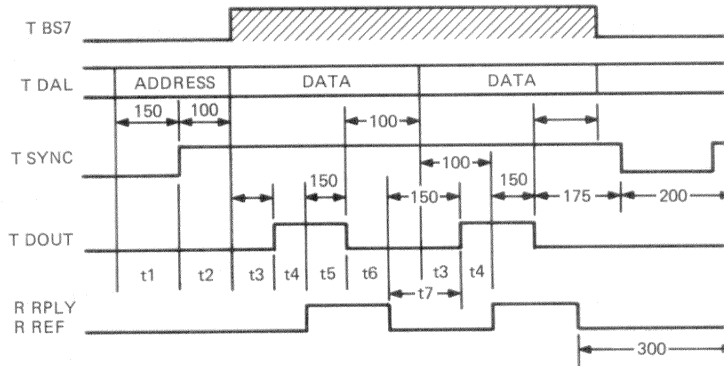 T BS7
T DAL ADDRESS DATA DATA
150 100 100
T SYNC
100
150 150 150 175 200
T DOUT
t1 t2 t3 t4 t5 t6 t3 t4
t7
R RPLY
R REF
300